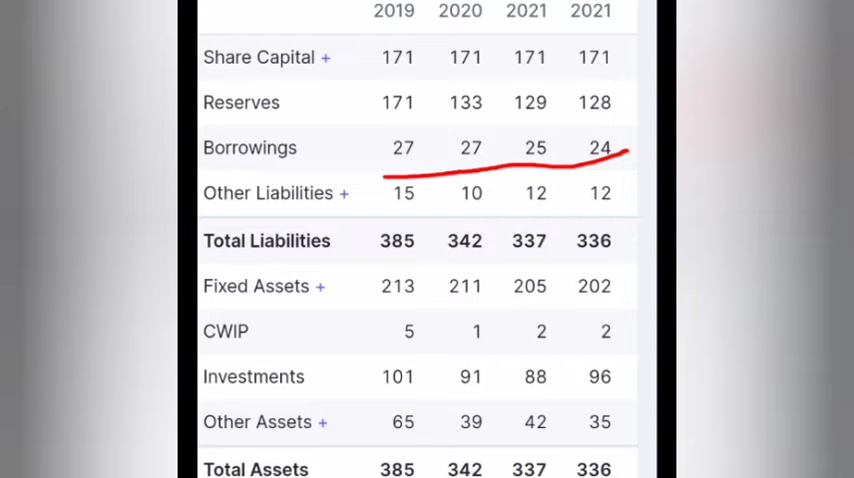 2019 2020 2021 2021
Share Capital + 171 171 171 171
Reserves 171 133 129 128
Borrowings 27 27 25 24
Other Liabilities + 15 10 12 12
Total Liabilities 385 342 337 336
Fixed Assets + 213 211 205 202
CWIP 5 1 2 2
Investments 101 91 88 96
Other Assets + 65 39 42 35
Total Assets 385 342 337 336